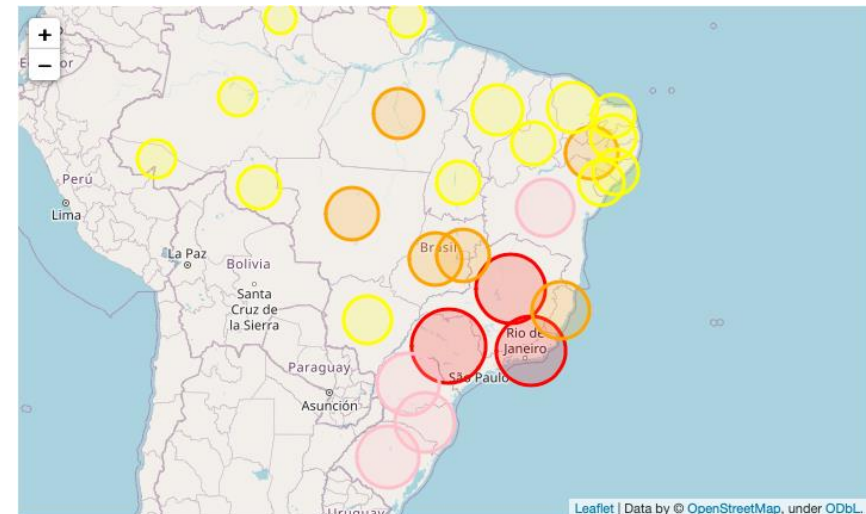 +
−
Perú
Lima
La Paz
Bolivia
Santa
Cruz de
la Sierra
Brasil
Rio de
Janeiro
São Paulo
Paraguay
Asunción
Uruguay
Leaflet | Data by © OpenStreetMap, under ODbL.